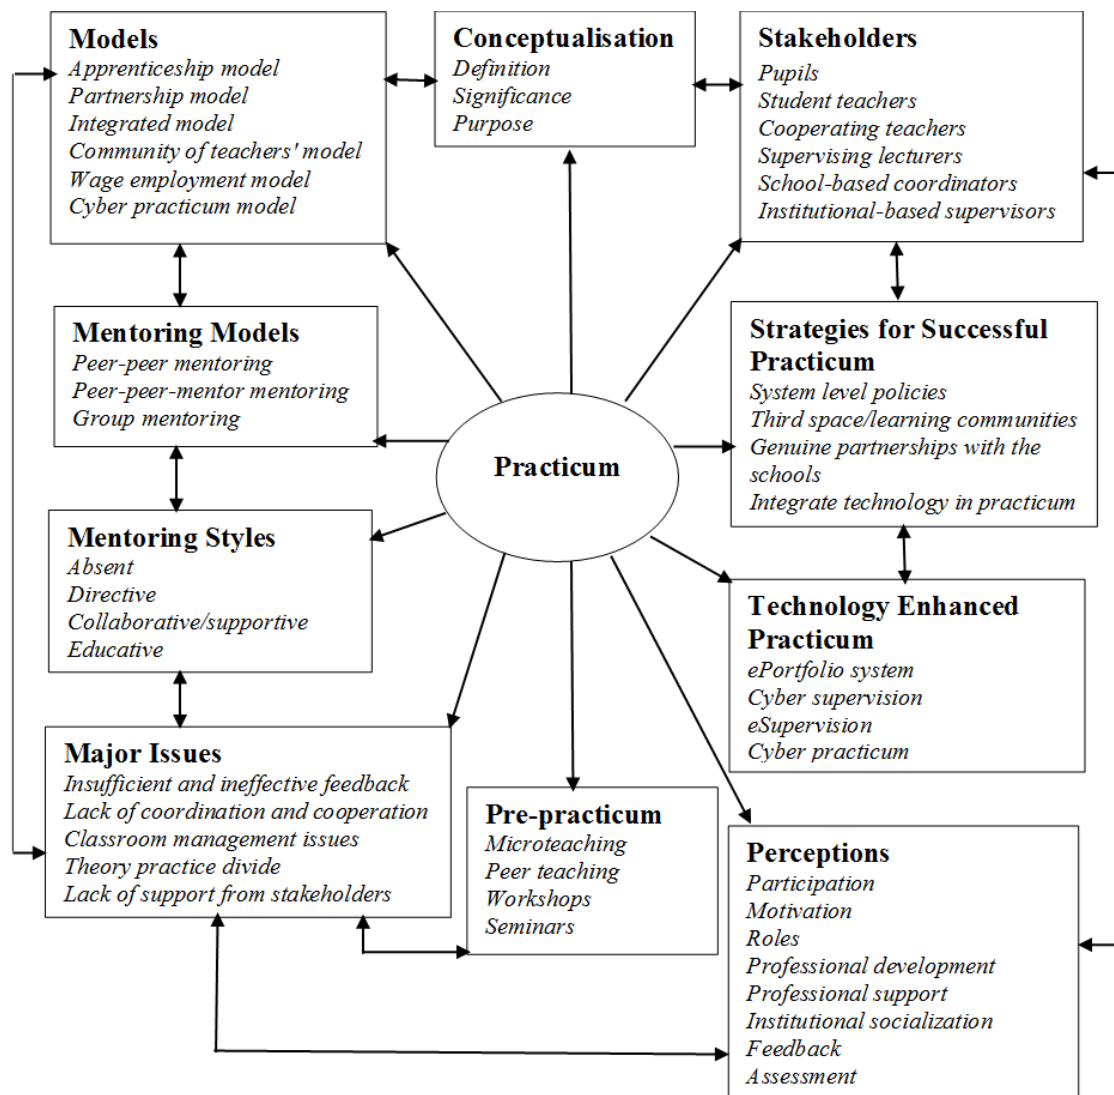 Models
Apprenticeship model
Partnership model
Integrated model
Community of teachers' model
Wage employment model
Cyber practicum model
Conceptualisation
Definition
Significance
Purpose
Stakeholders
Pupils
Student teachers
Cooperating teachers
Supervising lecturers
School-based coordinators
Institutional-based supervisors
Mentoring Models
Peer-peer mentoring
Peer-peer-mentor mentoring
Group mentoring
Practicum
Strategies for Successful
Practicum
System level policies
Third space/learning communities
Genuine partnerships with the
schools
Integrate technology in practicum
Mentoring Styles
Absent
Directive
Collaborative/supportive
Educative
Technology Enhanced
Practicum
ePortfolio system
Cyber supervision
eSupervision
Cyber practicum
Major Issues
Insufficient and ineffective feedback
Lack of coordination and cooperation
Classroom management issues
Theory practice divide
Lack of support from stakeholders
Pre-practicum
Microteaching
Peer teaching
Workshops
Seminars
Perceptions
Participation
Motivation
Roles
Professional development
Professional support
Institutional socialization
Feedback
Assessment